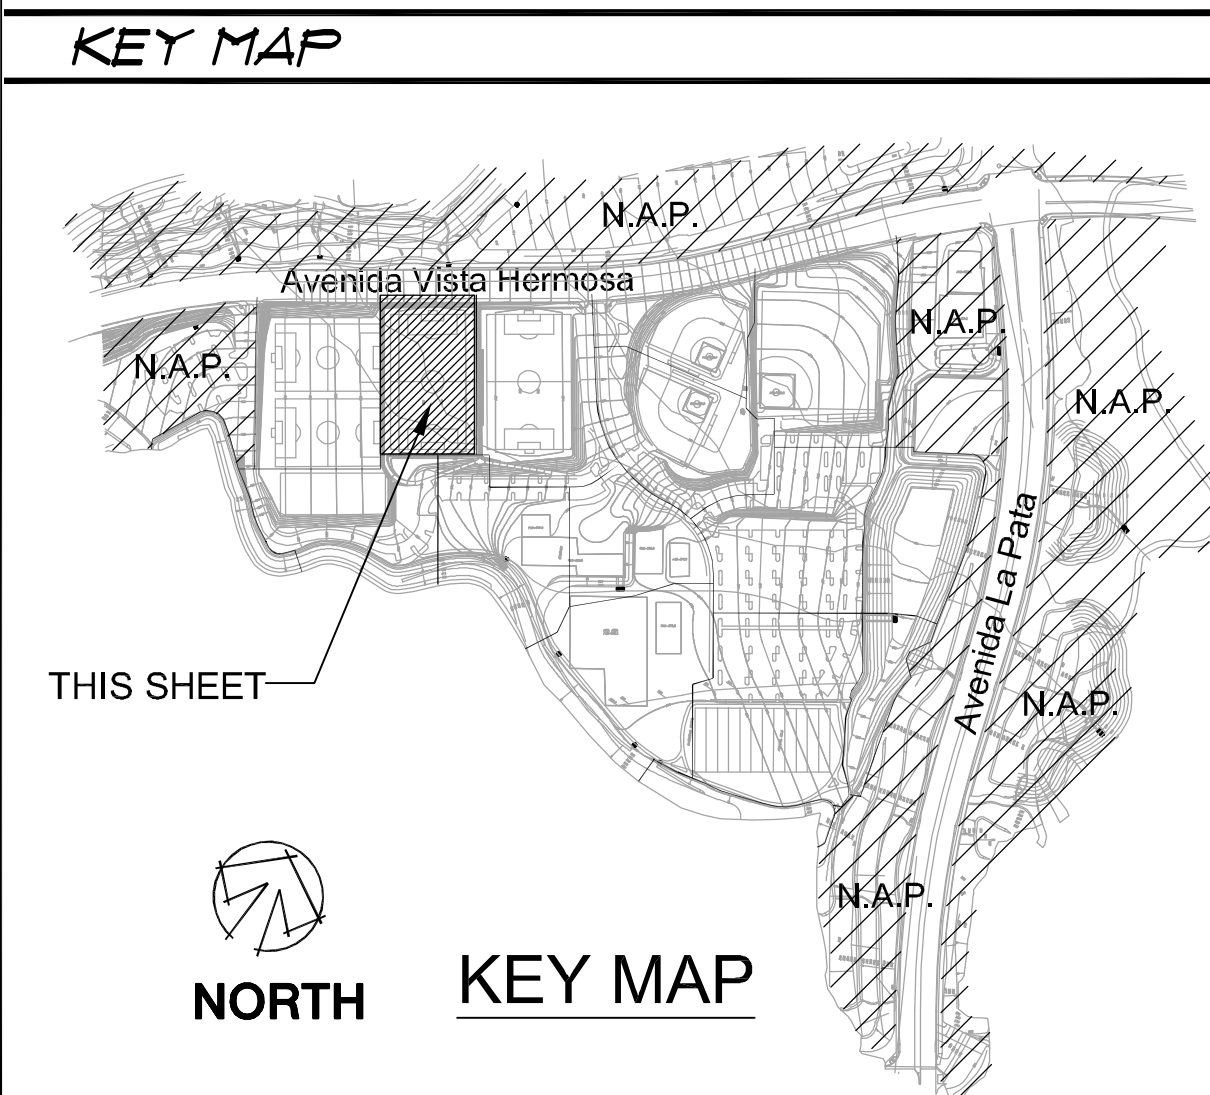 KEY MAP
N.A.P.
Avenida Vista Hermosa
N.A.P.
N.A.P.
N.A.P.
Avenida La Pata
THIS SHEET
N.A.P.
N.A.P.
NORTH
KEY MAP